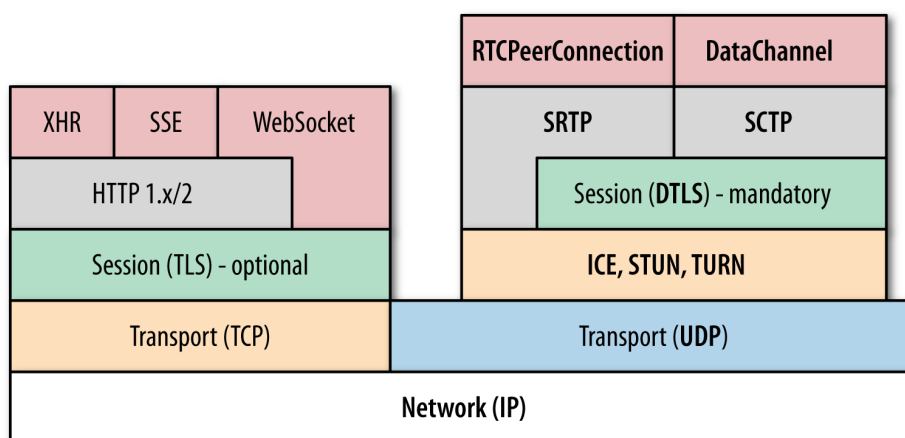 RTCPeerConnection DataChannel
XHR SSE WebSocket SRTP SCTP
HTTP 1.x/2 Session (DTLS) - mandatory
Session (TLS) - optional ICE, STUN, TURN
Transport (TCP) Transport (UDP)
Network (IP)